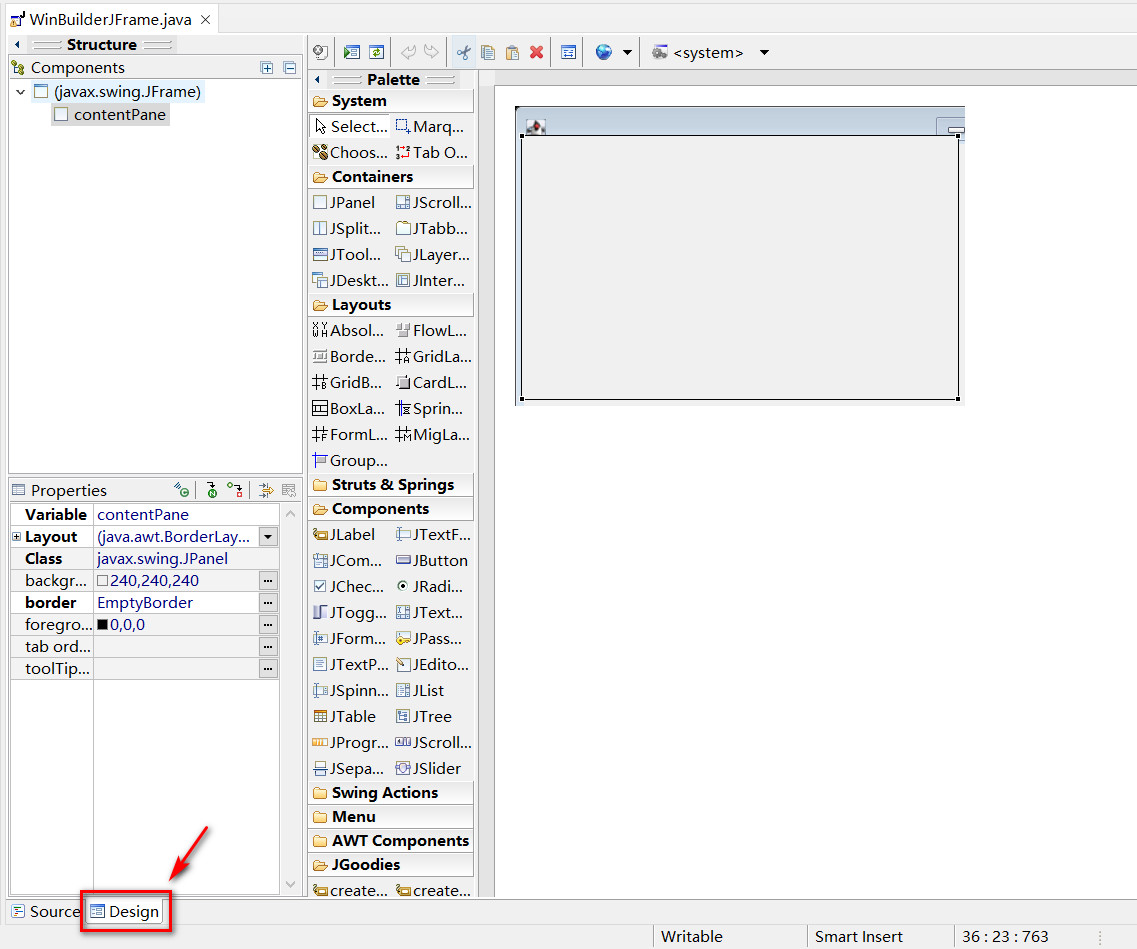 WinBuilderJFrame.java
Structure
Components
(javax.swing.JFrame)
contentPane
Properties
Variable contentPane
Layout (java.awt.BorderLay...
Class javax.swing.JPanel
backgr... 240,240,240
border EmptyBorder
foregro... 0,0,0
tab ord...
toolTip...
<system>
Palette
System
Select... Marq...
Choos... Tab O...
Containers
JPanel JScroll...
JSplit... JTabb...
JTool... JLayer...
JDeskt... JInter...
Layouts
Absol... FlowL...
Borde... GridLa...
GridB... CardL...
BoxLa... Sprin...
FormL... MigLa...
Group...
Struts & Springs
Components
JLabel JTextF...
JCom... JButton
JChec... JRadi...
JTogg... JText...
JForm... JPass...
JTextP... JEdito...
JSpinn... JList
JTable JTree
JProgr... JScroll...
JSepa... JSlider
Swing Actions
Menu
AWT Components
JGoodies
create... create...
Source Design
Writable Smart Insert 36 : 23 : 763